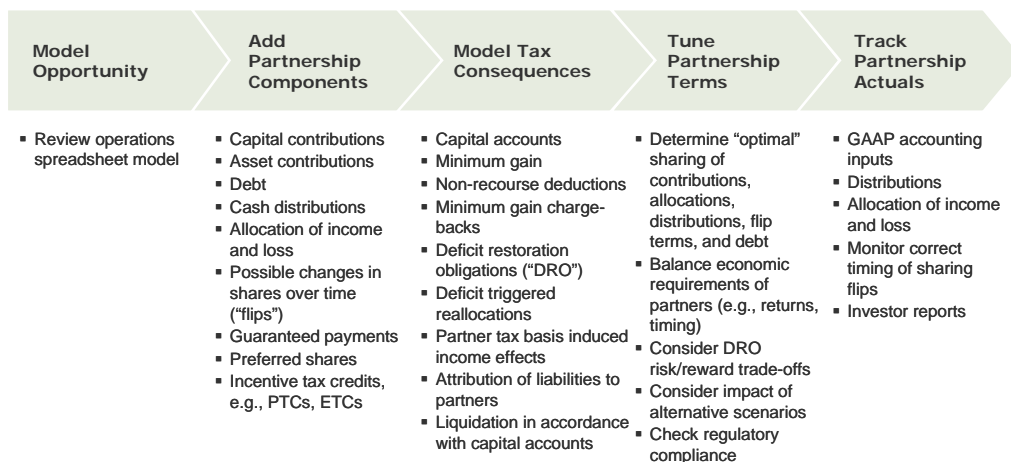 Model
Opportunity
Add
Partnership
Components
Model Tax
Consequences
Tune
Partnership
Terms
Track
Partnership
Actuals
▪ Review operations
spreadsheet model
▪ Capital contributions
▪ Asset contributions
▪ Debt
▪ Cash distributions
▪ Allocation of income
and loss
▪ Possible changes in
shares over time
(“flips”)
▪ Guaranteed payments
▪ Preferred shares
▪ Incentive tax credits,
e.g., PTCs, ETCs
▪ Capital accounts
▪ Minimum gain
▪ Non-recourse deductions
▪ Minimum gain charge-
backs
▪ Deficit restoration
obligations (“DRO”)
▪ Deficit triggered
reallocations
▪ Partner tax basis induced
income effects
▪ Attribution of liabilities to
partners
▪ Liquidation in accordance
with capital accounts
▪ Determine “optimal”
sharing of
contributions,
allocations,
distributions, flip
terms, and debt
▪ Balance economic
requirements of
partners (e.g., returns,
timing)
▪ Consider DRO
risk/reward trade-offs
▪ Consider impact of
alternative scenarios
▪ Check regulatory
compliance
▪ GAAP accounting
inputs
▪ Distributions
▪ Allocation of income
and loss
▪ Monitor correct
timing of sharing
flips
▪ Investor reports